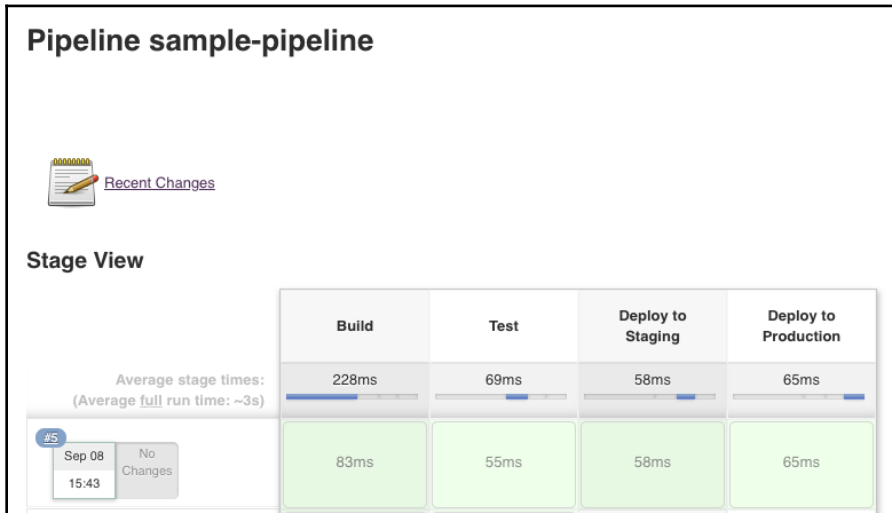 Pipeline sample-pipeline
Recent Changes
Stage View
Build
Test
Deploy to
Staging
Deploy to
Production
Average stage times:
(Average full run time: ~3s)
228ms
69ms
58ms
65ms
#5
Sep 08
15:43
No
Changes
83ms
55ms
58ms
65ms